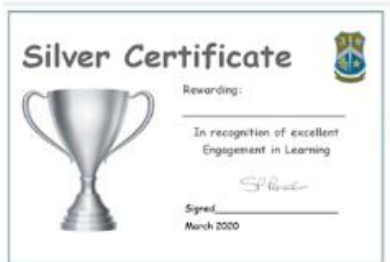 Silver Certificate
Rewarding:
In recognition of excellent
Engagement in Learning
Signed
March 2020